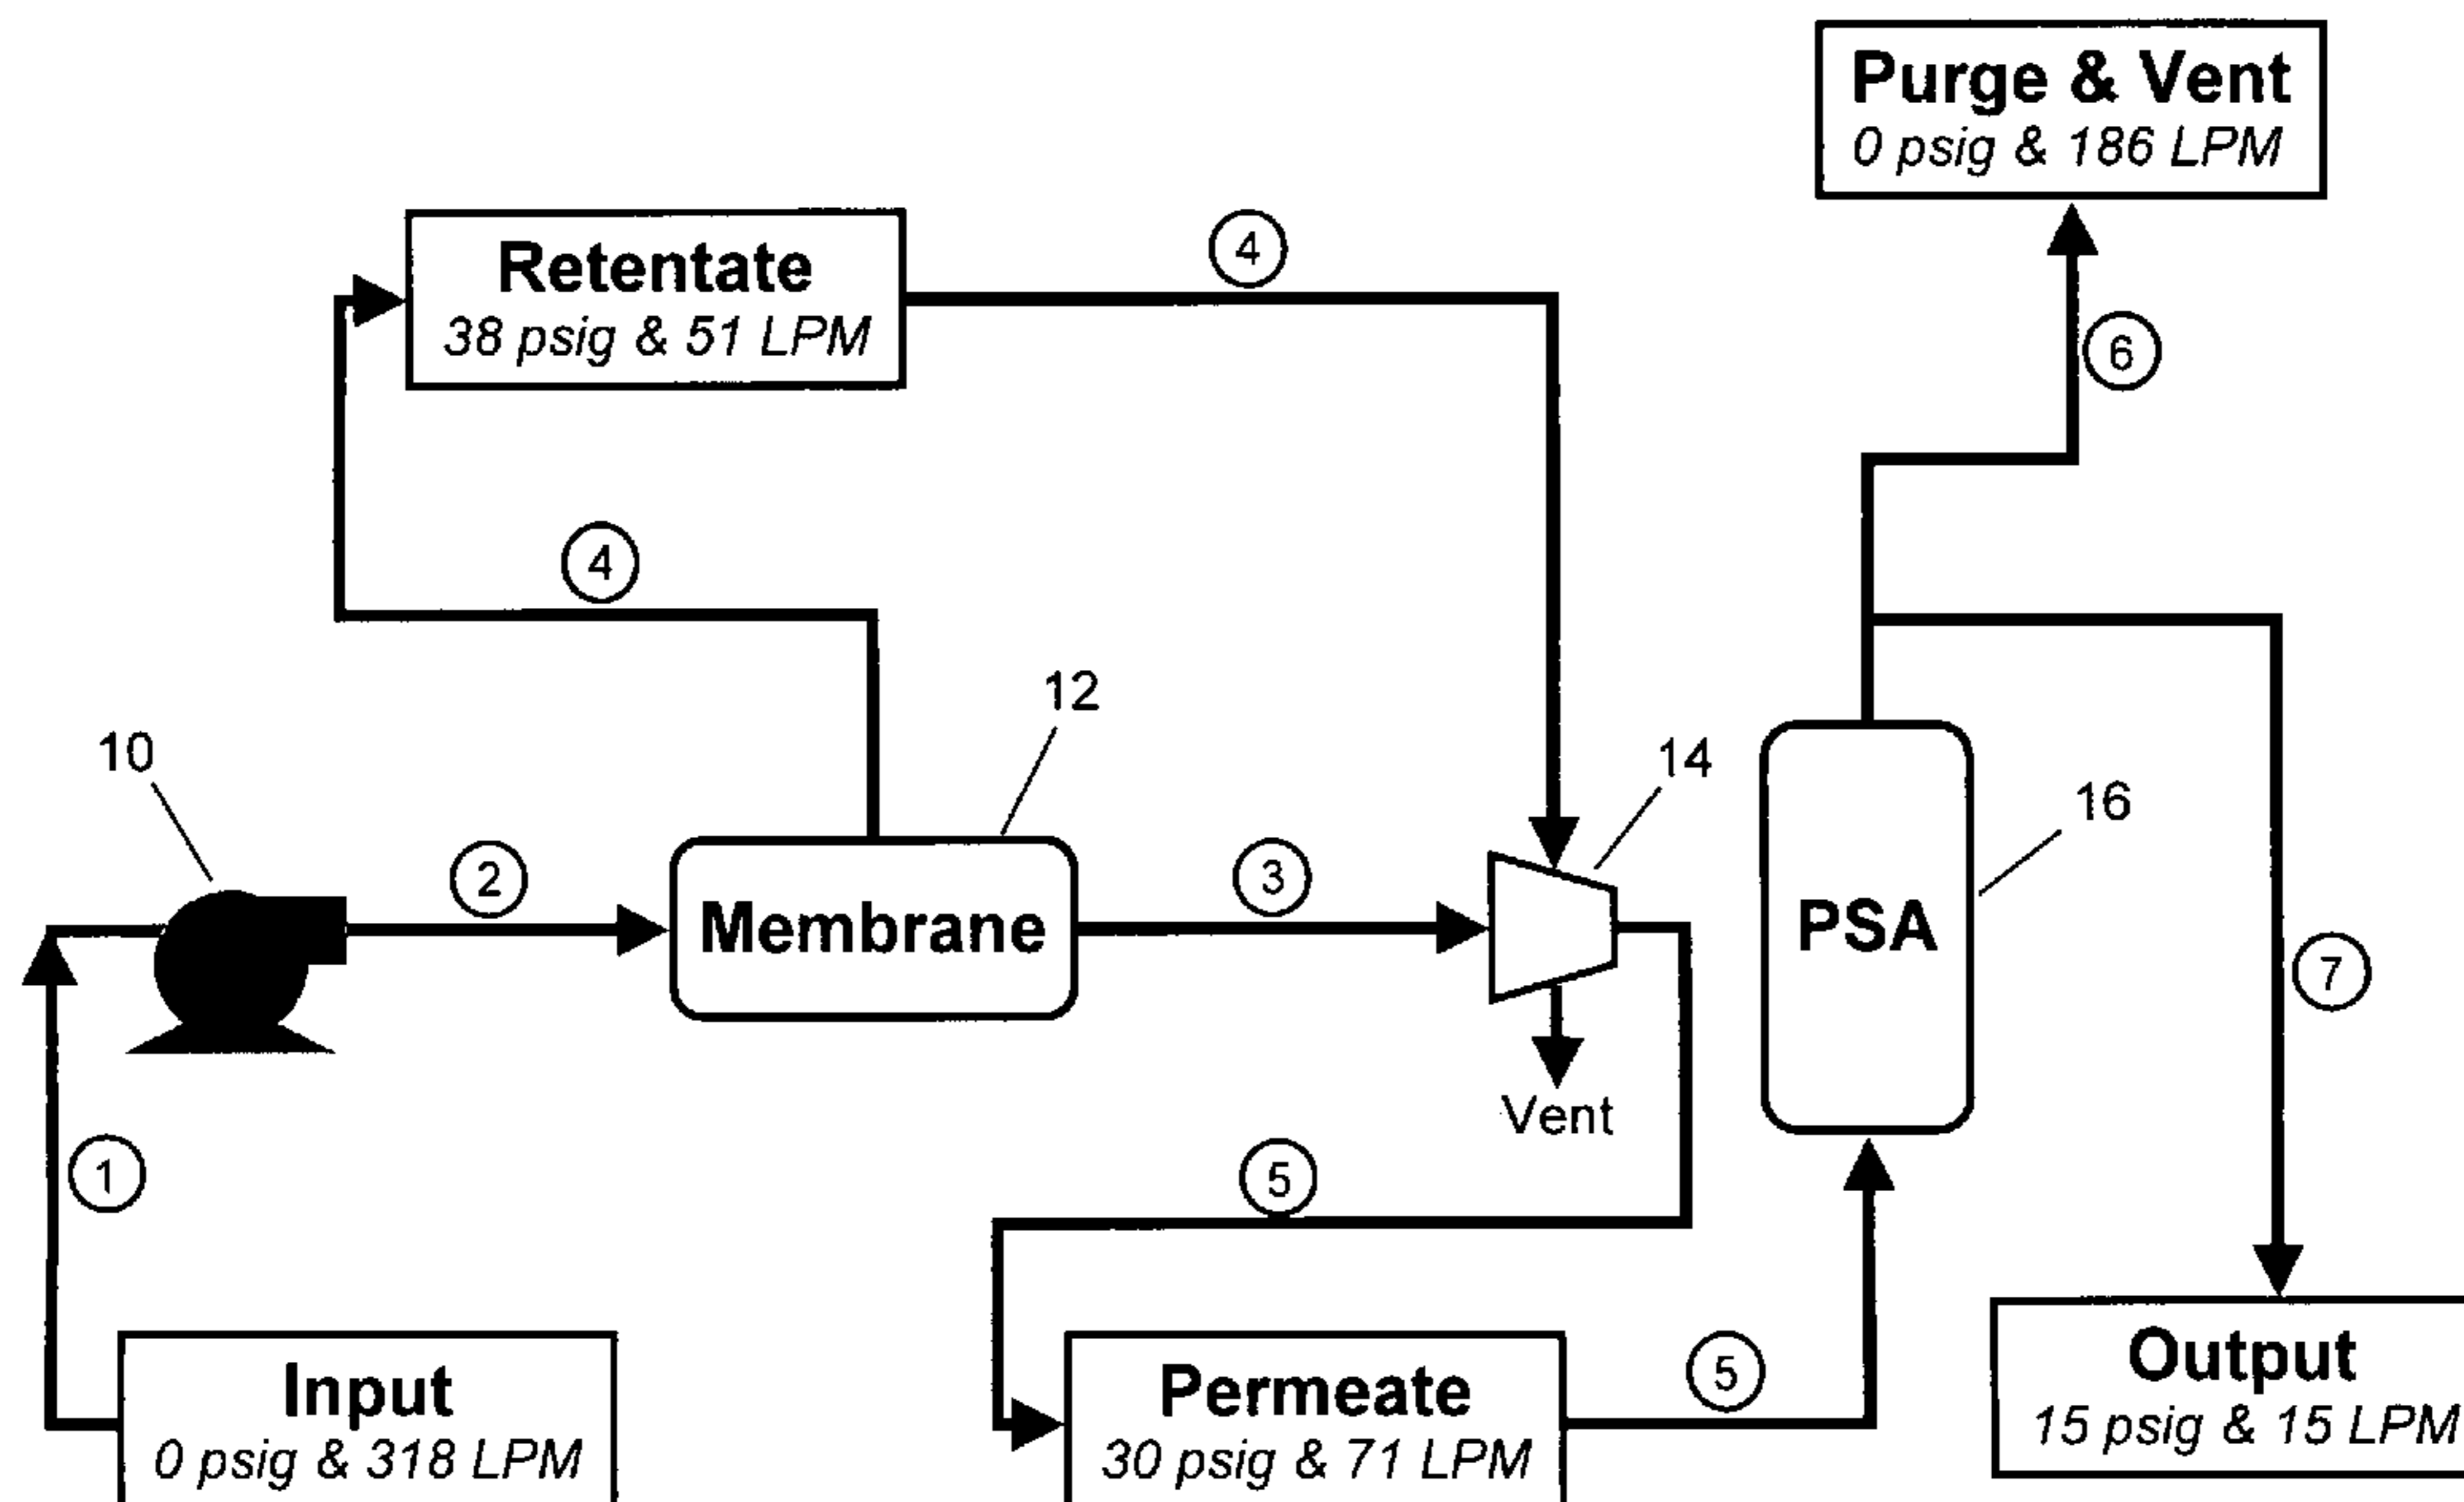 Purge & Vent
0 psig & 186 LPM
Retentate
38 psig & 51 LPM
4
6
4
12
10
14
16
2
3
Membrane
PSA
7
Vent
1
5
5
Input
0 psig & 318 LPM
Permeate
30 psig & 71 LPM
Output
15 psig & 15 LPM